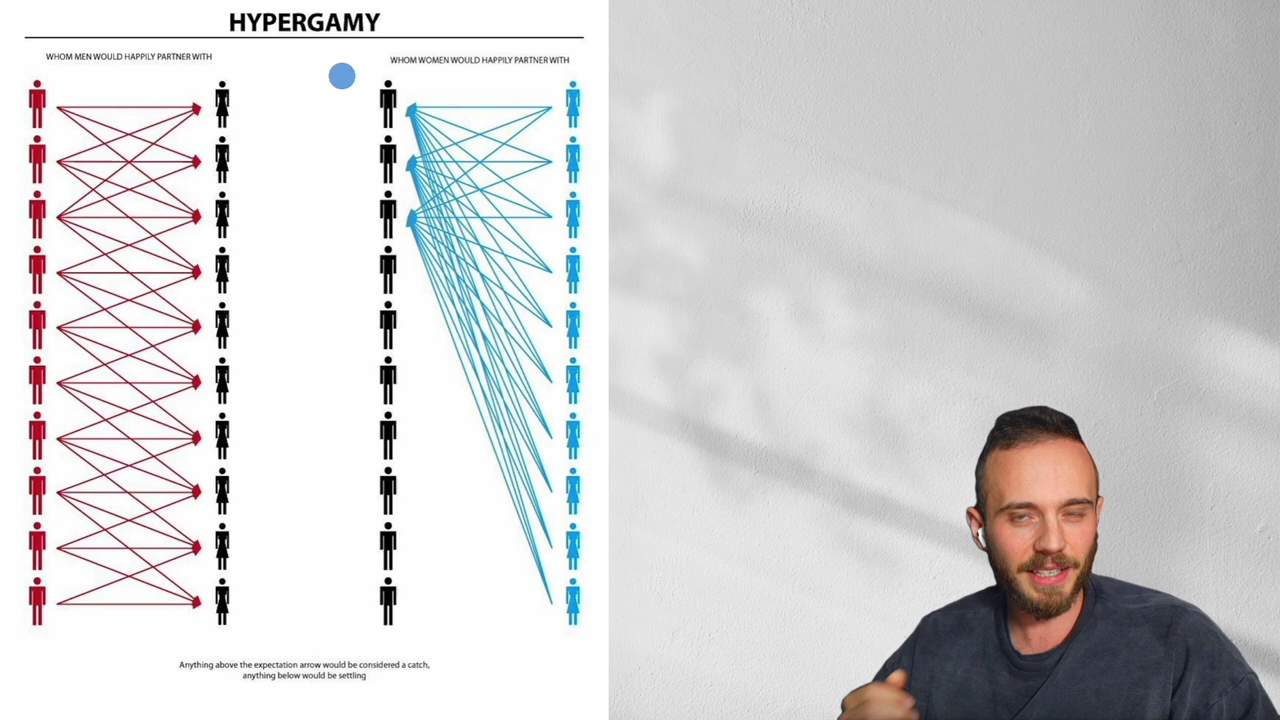 HYPERGAMY
WHOM MEN WOULD HAPPILY PARTNER WITH
WHOM WOMEN WOULD HAPPILY PARTNER WITH
Anything above the expectation arrow would be considered a catch,
anything below would be settling